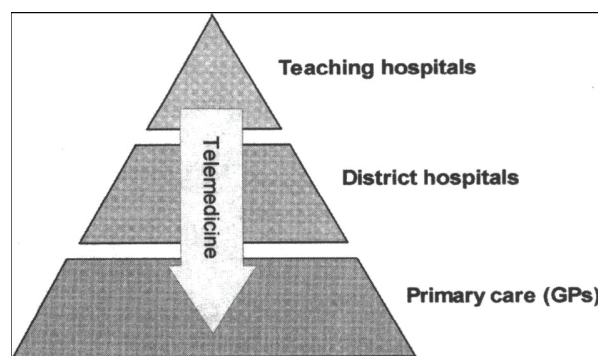 Teaching hospitals
Telemedicine
District hospitals
Primary care (GPs)